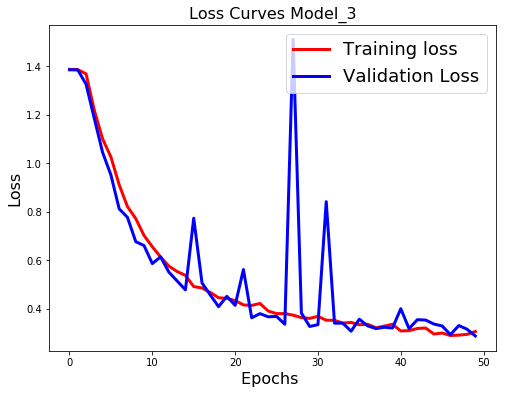 Loss Curves Model_3
Training loss
Validation Loss
1.4
1.2
1.0
0.8
0.6
0.4
Loss
0 10 20 30 40 50
Epochs